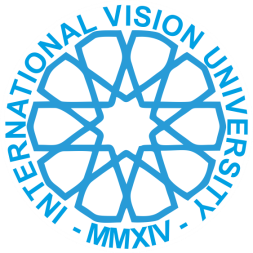 INTERNATIONAL VISION UNIVERSITY
- MMXIV -